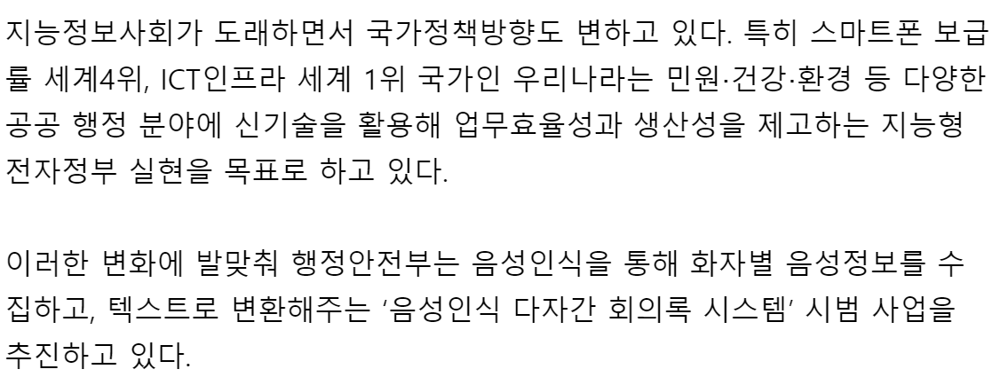 지능정보사회가 도래하면서 국가정책방향도 변하고 있다. 특히 스마트폰 보급
률 세계4위, ICT인프라 세계 1위 국가인 우리나라는 민원·건강·환경 등 다양한
공공 행정 분야에 신기술을 활용해 업무효율성과 생산성을 제고하는 지능형
전자정부 실현을 목표로 하고 있다.
이러한 변화에 발맞춰 행정안전부는 음성인식을 통해 화자별 음성정보를 수
집하고, 텍스트로 변환해주는 ‘음성인식 다자간 회의록 시스템’ 시범 사업을
추진하고 있다.